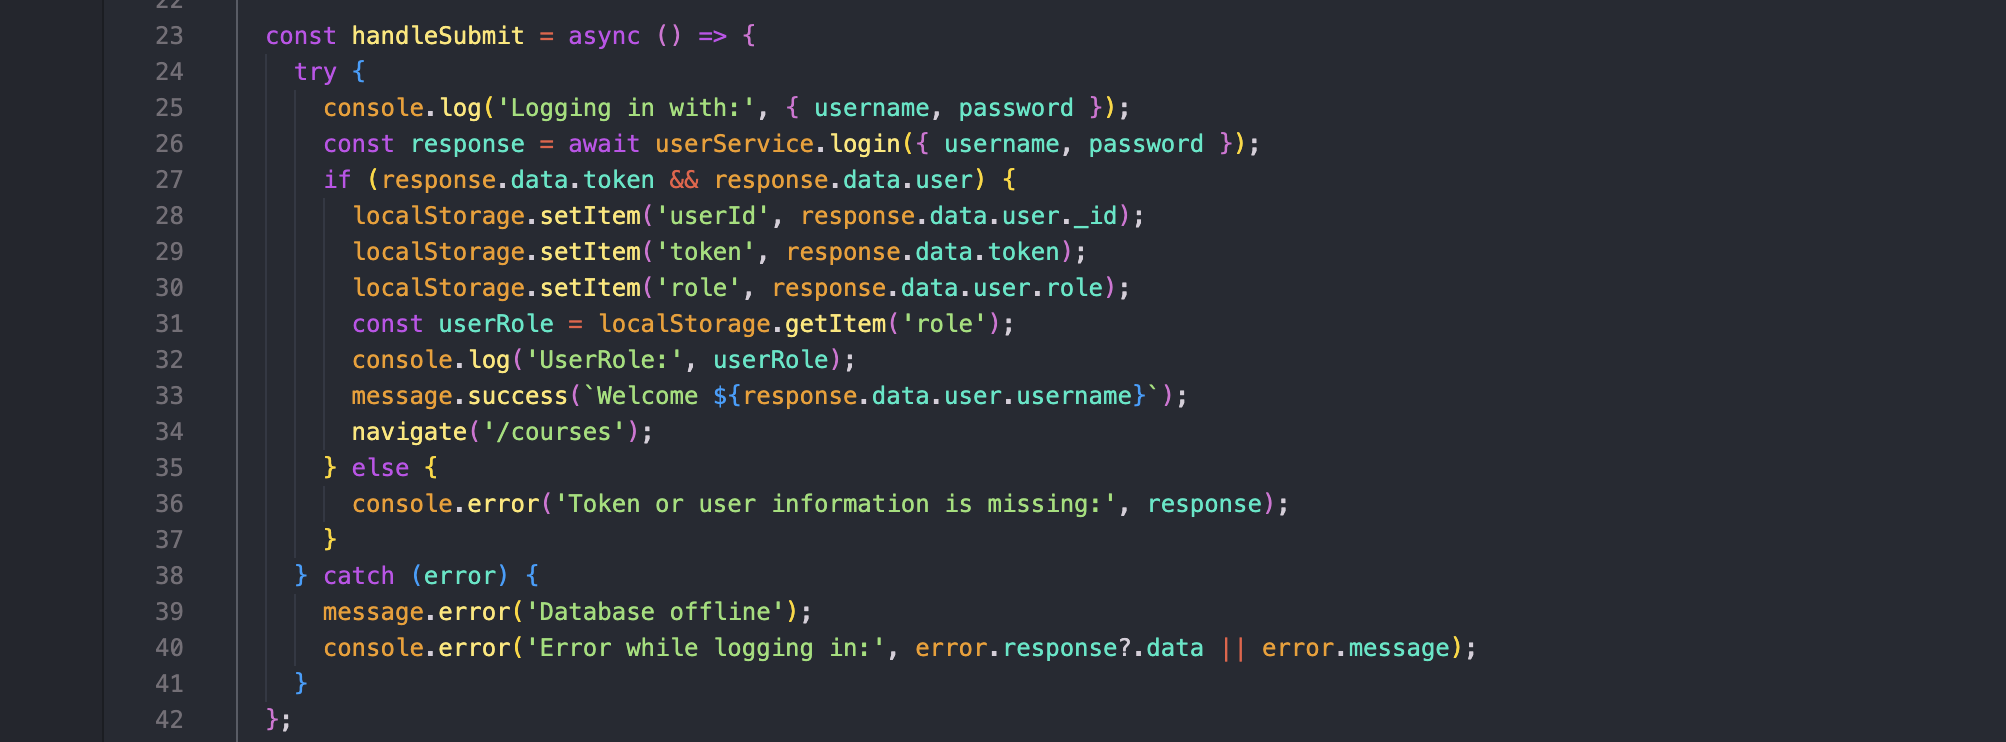 22
23 const handleSubmit = async () => {
24 try {
25 console.log('Logging in with:', { username, password });
26 const response = await userService.login({ username, password });
27 if (response.data.token && response.data.user) {
28 localStorage.setItem('userId', response.data.user._id);
29 localStorage.setItem('token', response.data.token);
30 localStorage.setItem('role', response.data.user.role);
31 const userRole = localStorage.getItem('role');
32 console.log('UserRole:', userRole);
33 message.success(`Welcome ${response.data.user.username}`);
34 navigate('/courses');
35 } else {
36 console.error('Token or user information is missing:', response);
37 }
38 } catch (error) {
39 message.error('Database offline');
40 console.error('Error while logging in:', error.response?.data || error.message);
41 }
42 };